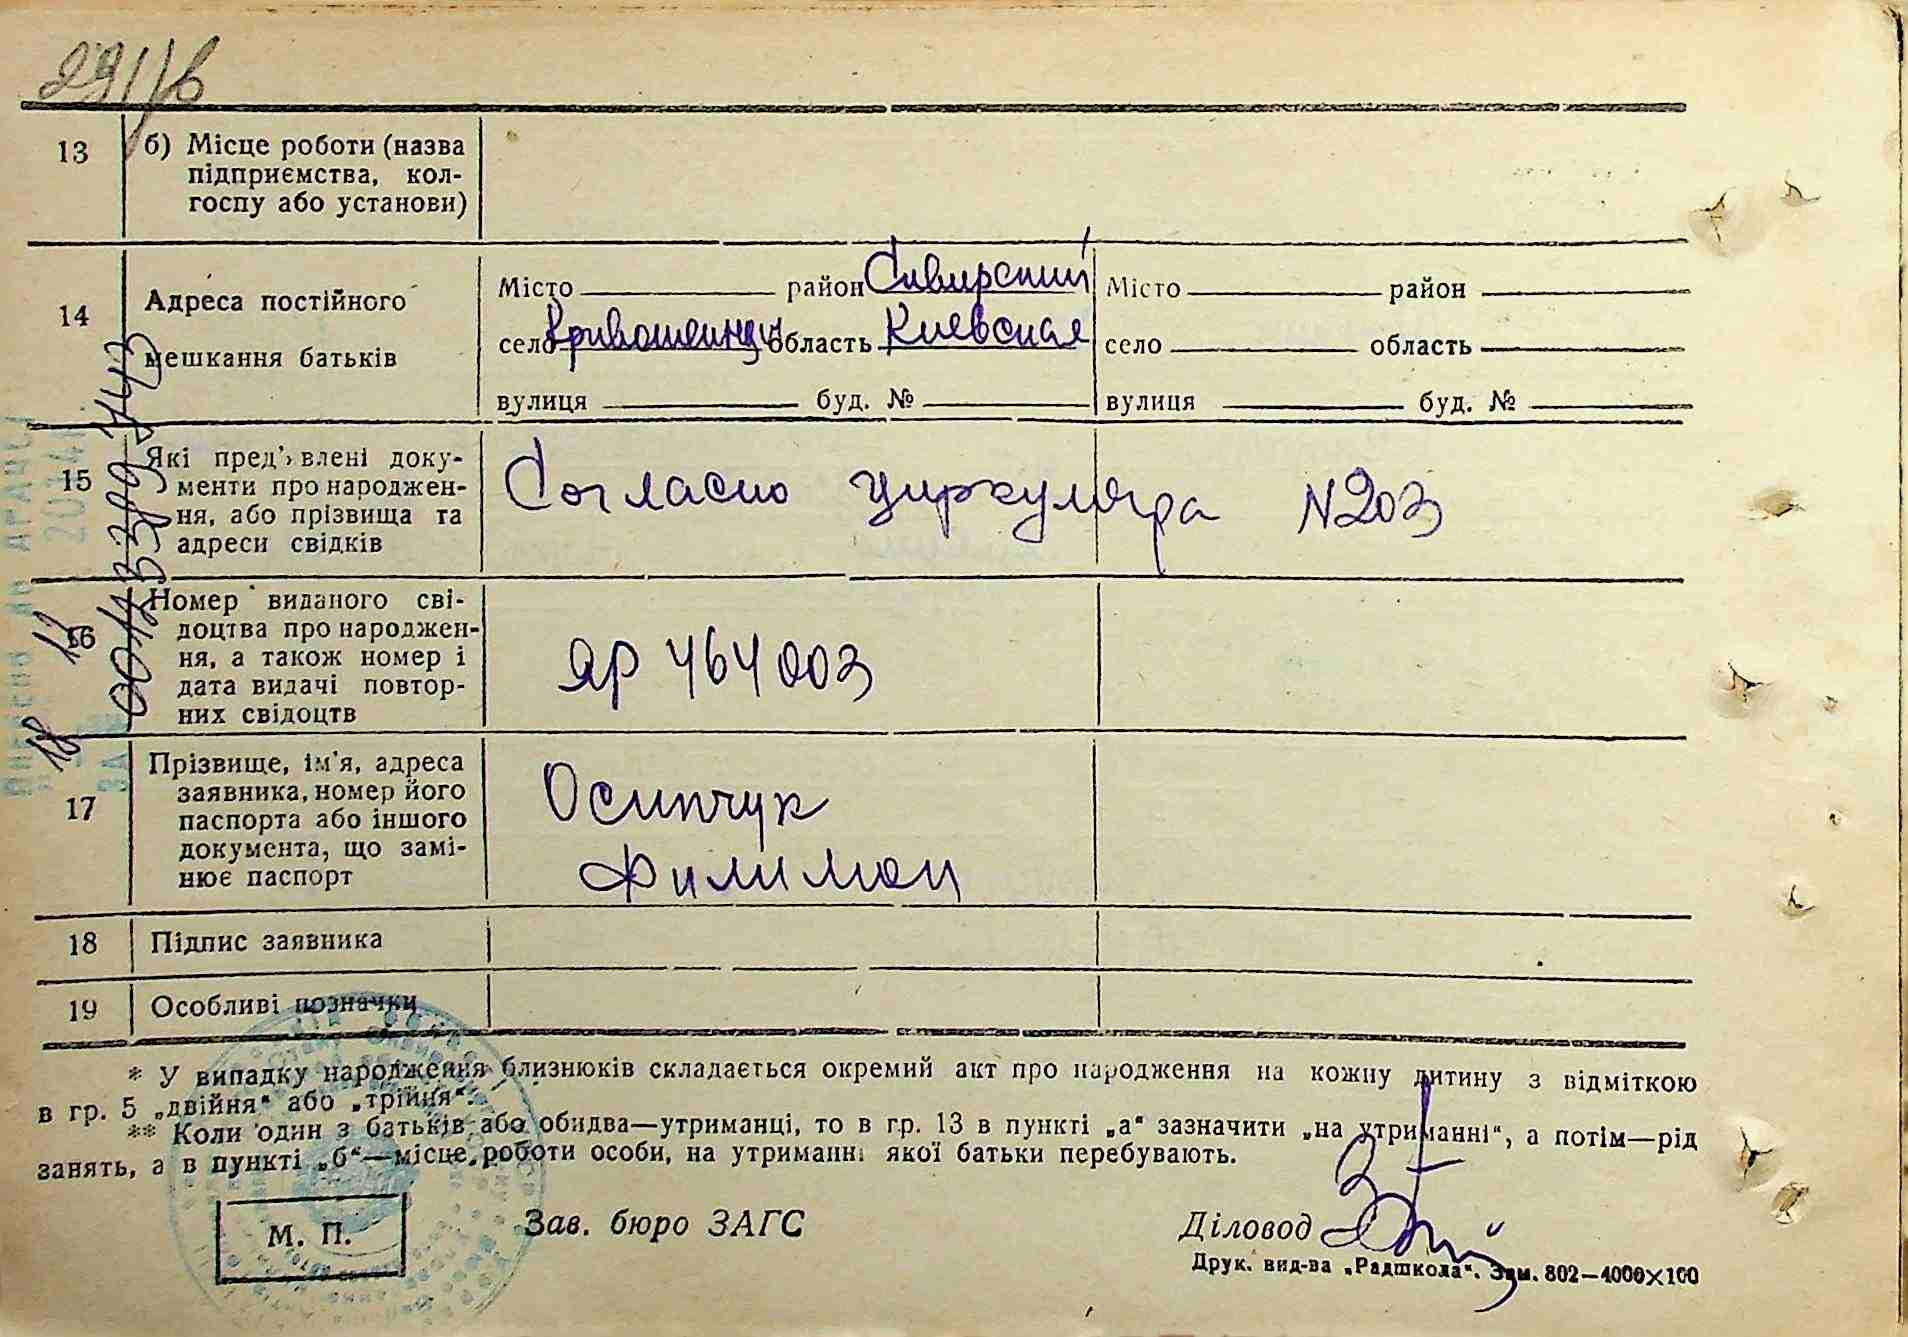 291/в
13 б) Місце роботи (назва
підприємства, кол-
госпу або установи)
14 Адреса постійного
мешкання батьків
Місто район Сквирский
село Кривошеинци область Киевская
вулиця буд. №
Місто район
село область
вулиця буд. №
15 Які пред'влені доку-
менти про народжен-
ня, або прізвища та
адреси свідків
Согласно циркуляра N203
16 Номер виданого сві-
доцтва про народжен-
ня, а також номер і
дата видачі повтор-
них свідоцтв
ЯР 464003
17 Прізвище, ім'я, адреса
заявника, номер його
паспорта або іншого
документа, що замі-
нює паспорт
Осипчук
Филимон
18 Підпис заявника
19 Особливі позначки
* У випадку народження близнюків складається окремий акт про народження на кожну дитину з відміткою
в гр. 5 „двійня“ або „трійня“.
** Коли один з батьків або обидва—утриманці, то в гр. 13 в пункті „а“ зазначити „на утриманні“, а потім—рід
занять, а в пункті „б“—місце роботи особи, на утриманні якої батьки перебувають.
М. П.
Зав. бюро ЗАГС
Діловод
Друк. вид-ва „Радшкола“. Зам. 802—4000×100